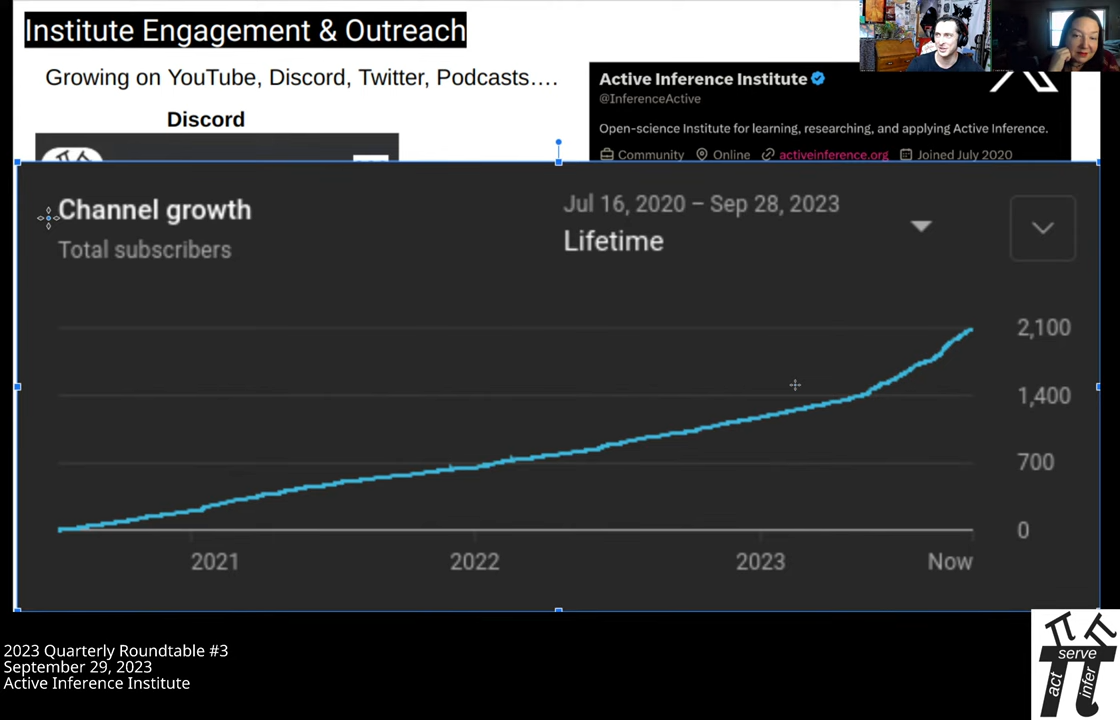 Institute Engagement & Outreach
Growing on YouTube, Discord, Twitter, Podcasts….
Discord
Active Inference Institute
@InferenceActive
Open-science Institute for learning, researching, and applying Active Inference.
Community Online activeinference.org Joined July 2020
Channel growth
Total subscribers
Jul 16, 2020 – Sep 28, 2023
Lifetime
2,100
1,400
700
0
2021 2022 2023 Now
2023 Quarterly Roundtable #3
September 29, 2023
Active Inference Institute
serve
act
infer